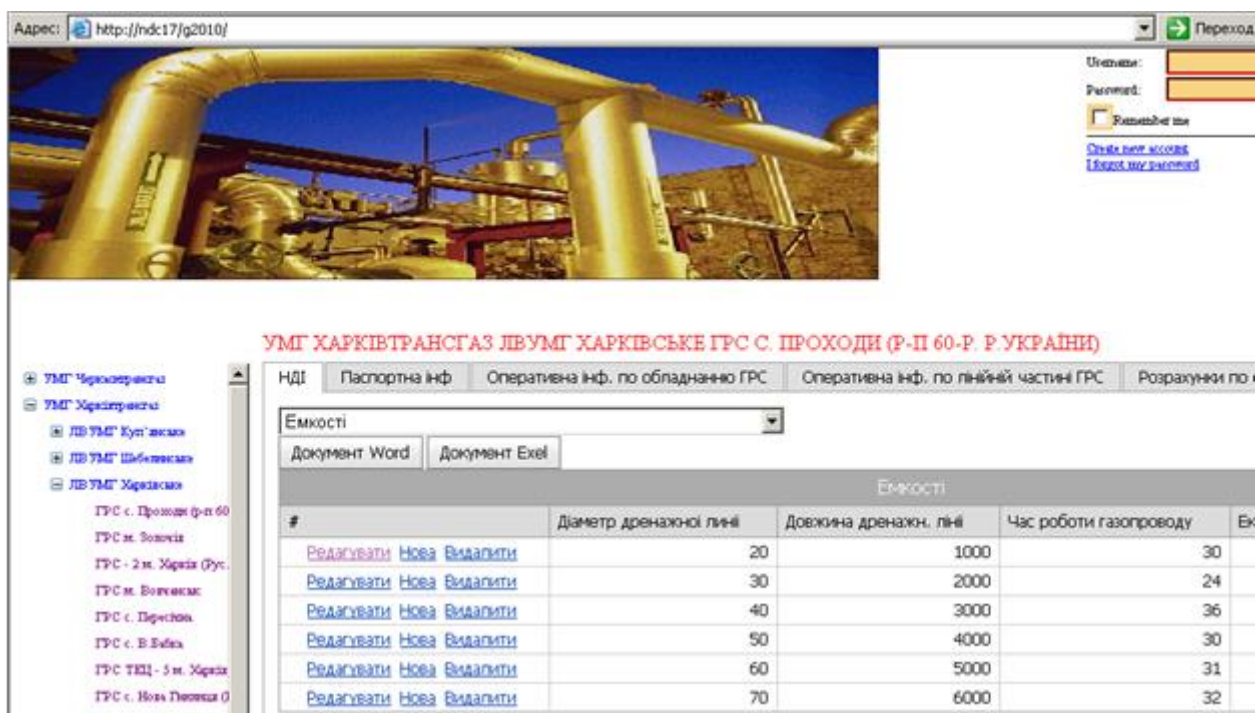 Адрес: http://ndc17/g2010/ Переход
Username:
Password:
Remember me
Create new account
I forgot my password
УМГ ХАРКІВТРАНСГАЗ ЛВУМГ ХАРКІВСЬКЕ ГРС С. ПРОХОДИ (Р-П 60-Р. Р.УКРАЇНИ)
УМГ Черкаситрансгаз
УМГ Харківтрансгаз
ЛВУМГ Куп'янське
ЛВУМГ Шебелинське
ЛВУМГ Харківське
ГРС с. Проходи (р-п 60
ГРС м. Золочів
ГРС - 2 м. Харків (Рус.
ГРС м. Вовчанськ
ГРС с. Пересічна
ГРС с. В.Бабка
ГРС ТЕЦ - 5 м. Харків
ГРС с. Нова
НДІ Паспортна інф Оперативна інф. по обладнанню ГРС Оперативна інф. по лінійній частині ГРС Розрахунки по
Емкості
Документ Word Документ Exel
Емкості
# Діаметр дренажної линії Довжина дренажн. ліні Час роботи газопроводу Ек
Редагувати Нова Видалити 20 1000 30
Редагувати Нова Видалити 30 2000 24
Редагувати Нова Видалити 40 3000 36
Редагувати Нова Видалити 50 4000 30
Редагувати Нова Видалити 60 5000 31
Редагувати Нова Видалити 70 6000 32